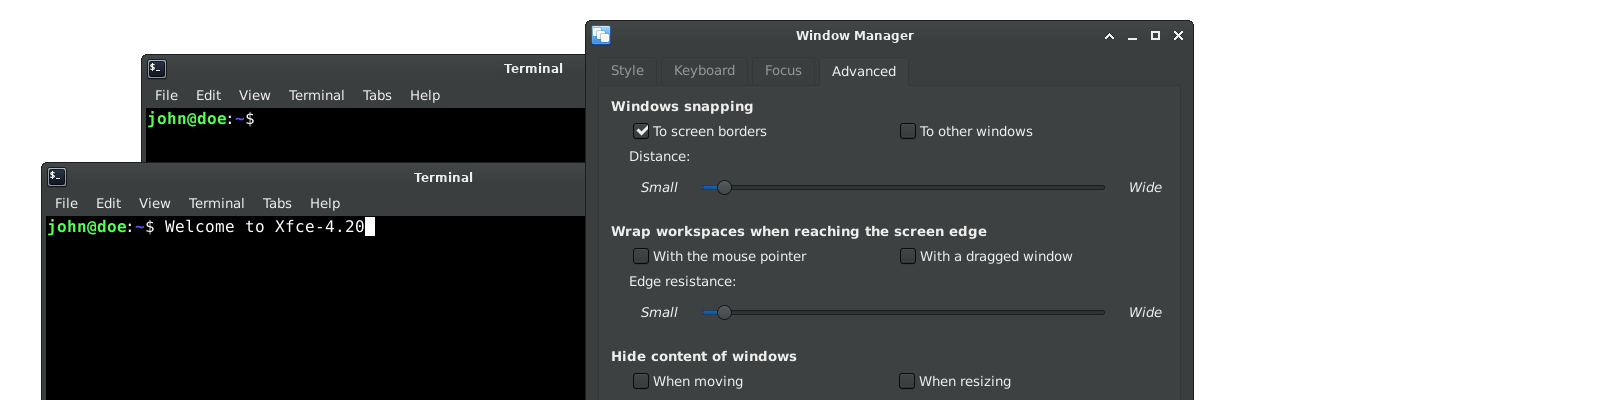 Terminal
File Edit View Terminal Tabs Help
john@doe:~$
Terminal
File Edit View Terminal Tabs Help
john@doe:~$ Welcome to Xfce-4.20
Window Manager
Style Keyboard Focus Advanced
Windows snapping
To screen borders To other windows
Distance:
Small Wide
Wrap workspaces when reaching the screen edge
With the mouse pointer With a dragged window
Edge resistance:
Small Wide
Hide content of windows
When moving When resizing